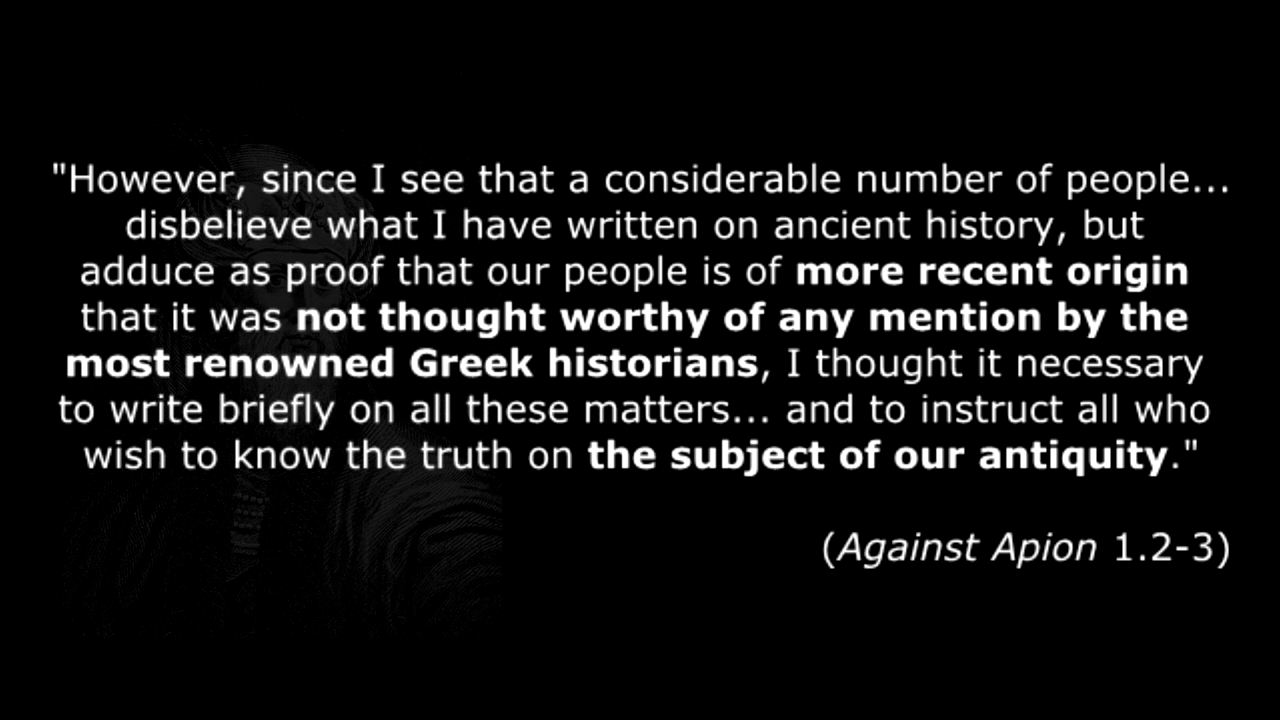 "However, since I see that a considerable number of people...
disbelieve what I have written on ancient history, but
adduce as proof that our people is of more recent origin
that it was not thought worthy of any mention by the
most renowned Greek historians, I thought it necessary
to write briefly on all these matters... and to instruct all who
wish to know the truth on the subject of our antiquity."
(Against Apion 1.2-3)